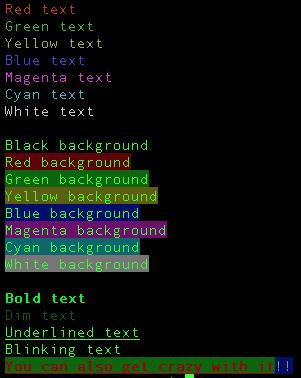 Red text
Green text
Yellow text
Blue text
Magenta text
Cyan text
White text
Black background
Red background
Green background
Yellow background
Blue background
Magenta background
Cyan background
White background
Bold text
Dim text
Underlined text
Blinking text
You can also get crazy with it!!